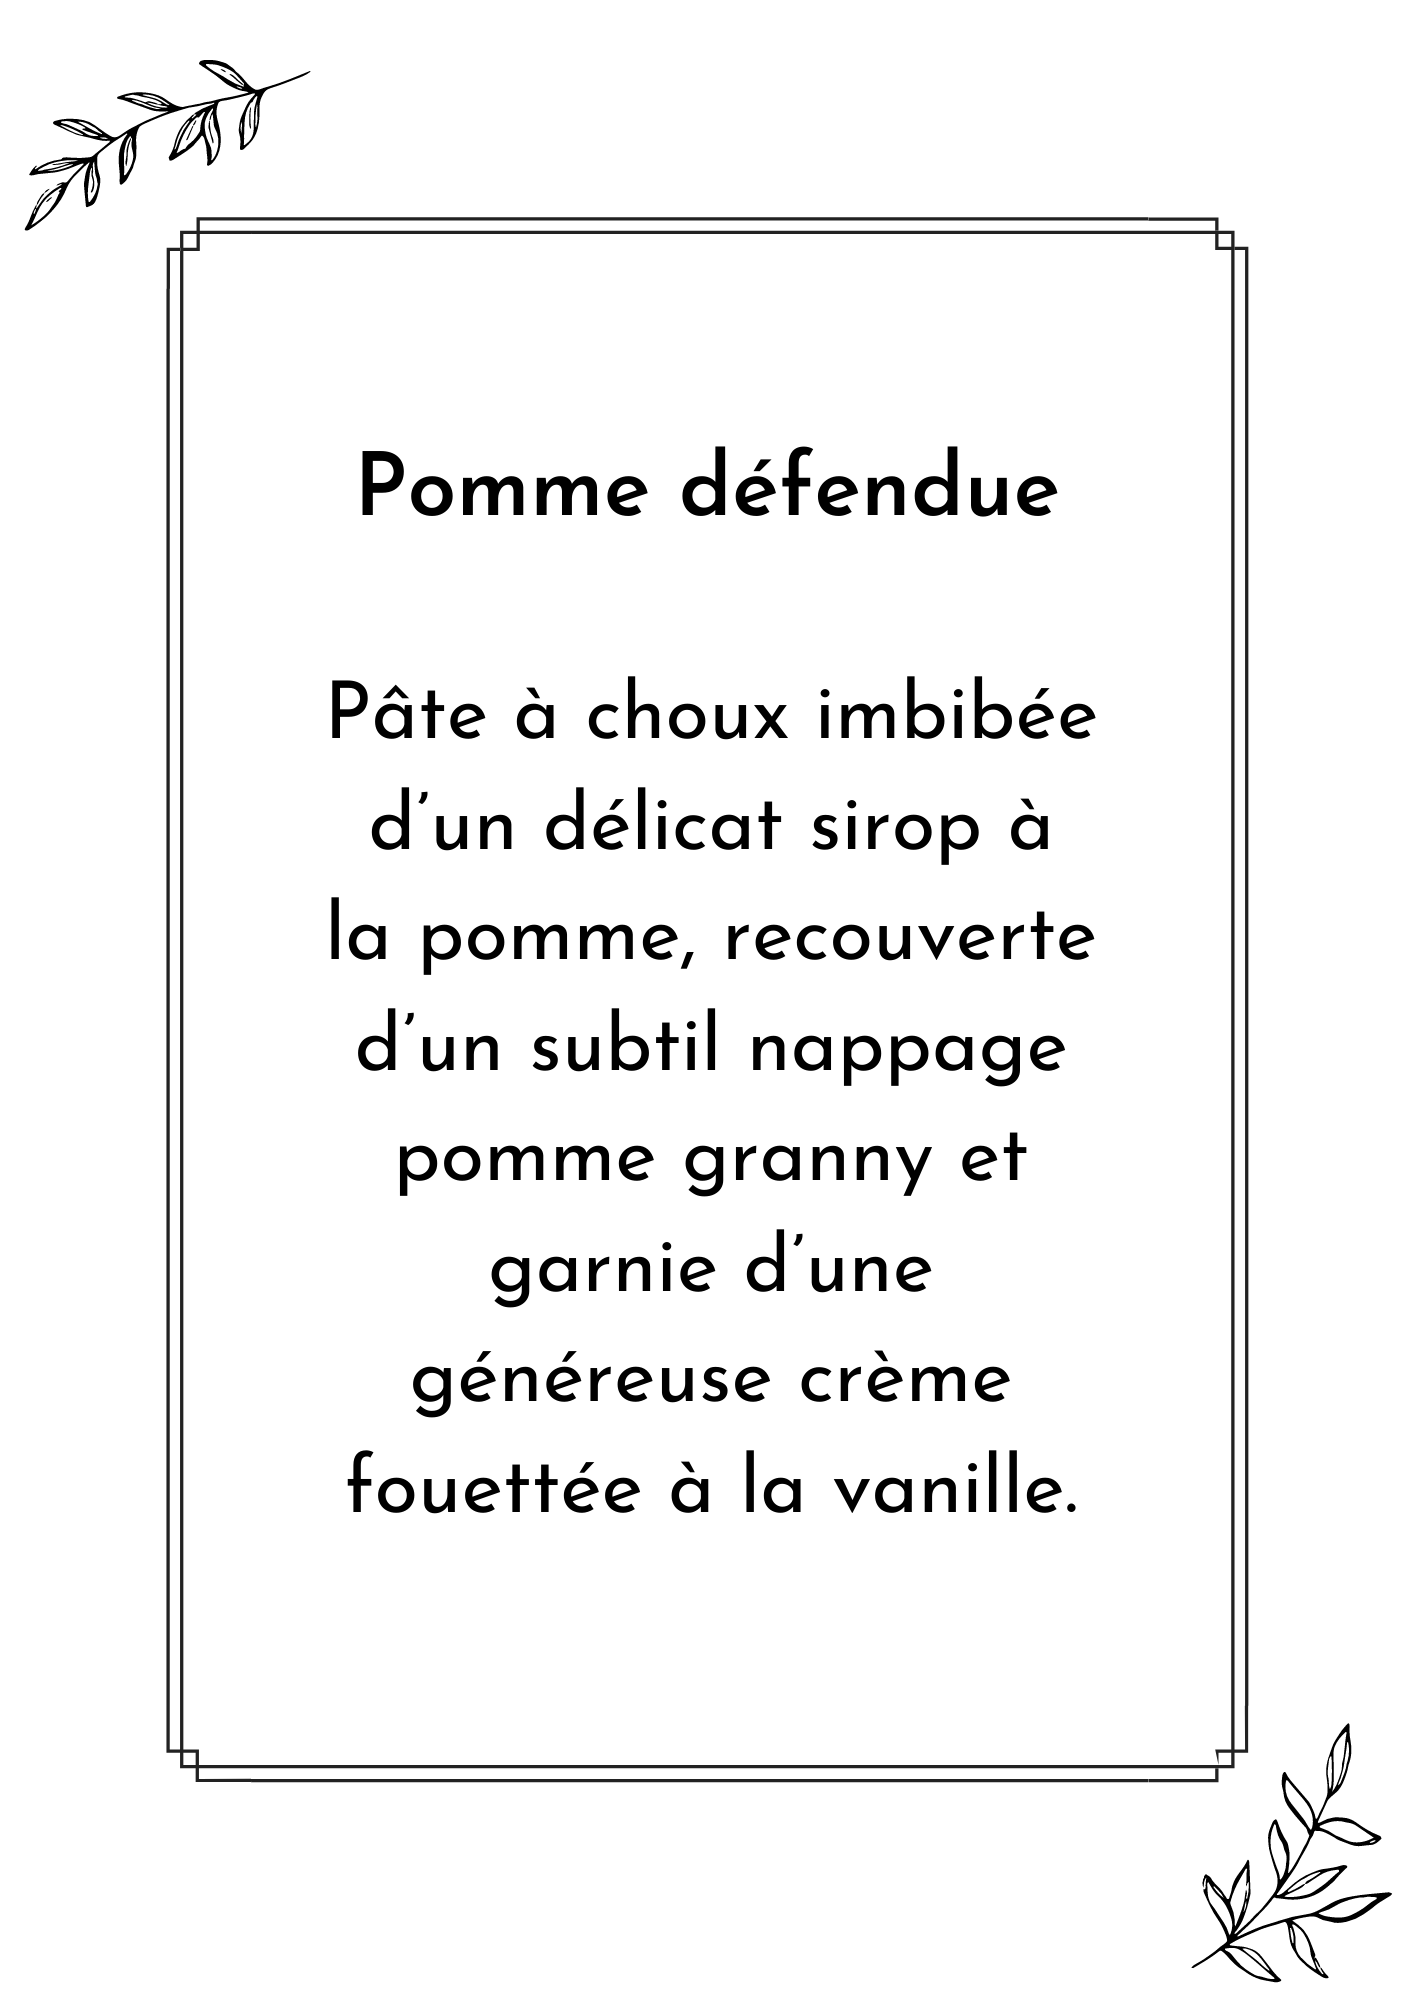 Pomme défendue
Pâte à choux imbibée
d’un délicat sirop à
la pomme, recouverte
d’un subtil nappage
pomme granny et
garnie d’une
généreuse crème
fouettée à la vanille.